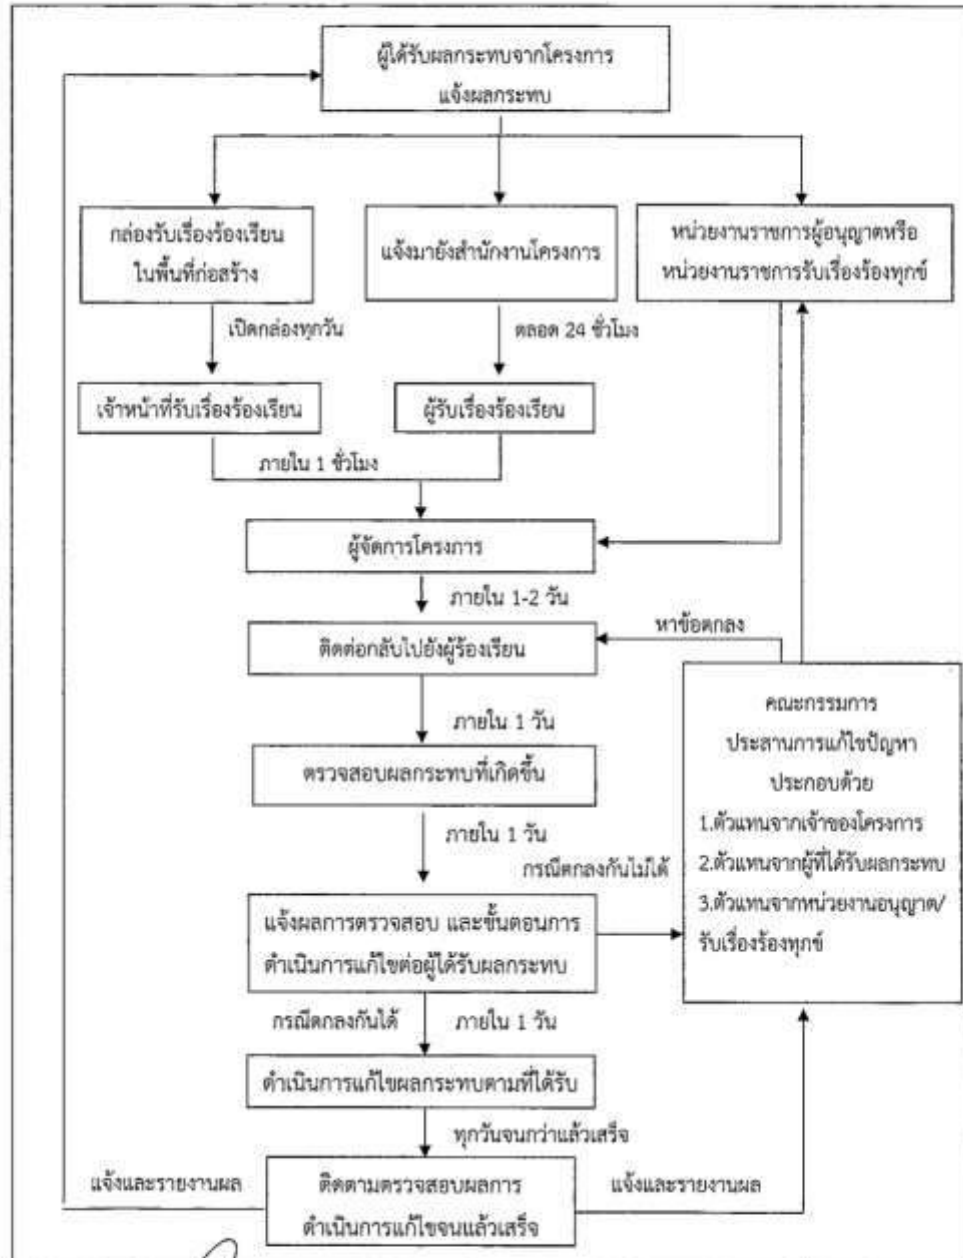 ผู้ได้รับผลกระทบจากโครงการ
แจ้งผลกระทบ
กล่องรับเรื่องร้องเรียน
ในพื้นที่ก่อสร้าง
แจ้งมายังสำนักงานโครงการ
หน่วยงานราชการผู้อนุญาตหรือ
หน่วยงานราชการรับเรื่องร้องทุกข์
เปิดกล่องทุกวัน
ตลอด 24 ชั่วโมง
เจ้าหน้าที่รับเรื่องร้องเรียน
ผู้รับเรื่องร้องเรียน
ภายใน 1 ชั่วโมง
ผู้จัดการโครงการ
ภายใน 1-2 วัน
หาข้อตกลง
ติดต่อกลับไปยังผู้ร้องเรียน
ภายใน 1 วัน
ตรวจสอบผลกระทบที่เกิดขึ้น
ภายใน 1 วัน
กรณีตกลงกันไม่ได้
คณะกรรมการ
ประสานการแก้ไขปัญหา
ประกอบด้วย
1.ตัวแทนจากเจ้าของโครงการ
2.ตัวแทนจากผู้ที่ได้รับผลกระทบ
3.ตัวแทนจากหน่วยงานอนุญาต/
รับเรื่องร้องทุกข์
แจ้งผลการตรวจสอบ และขั้นตอนการ
ดำเนินการแก้ไขต่อผู้ได้รับผลกระทบ
กรณีตกลงกันได้
ภายใน 1 วัน
ดำเนินการแก้ไขผลกระทบตามที่ได้รับ
ทุกวันจนกว่าแล้วเสร็จ
แจ้งและรายงานผล
ติดตามตรวจสอบผลการ
ดำเนินการแก้ไขจนแล้วเสร็จ
แจ้งและรายงานผล